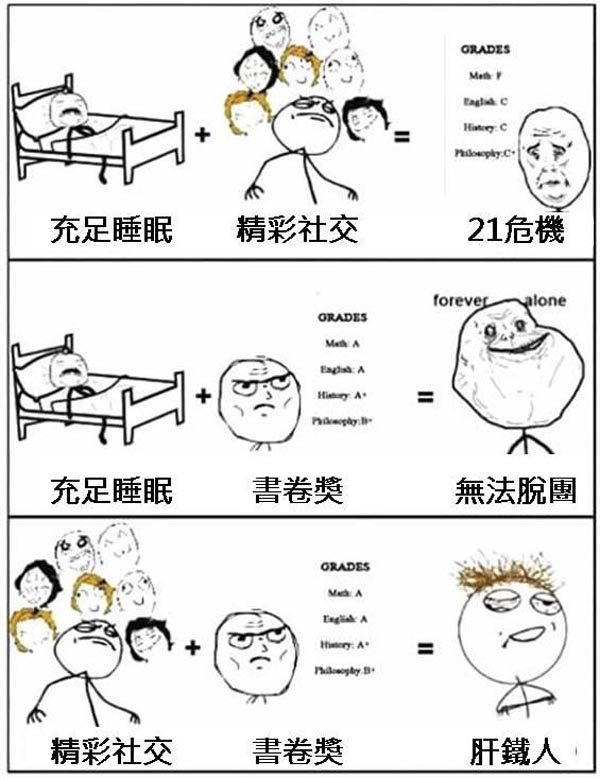 GRADES
Math: F
English: C
History: C
Philosophy:C+
+
=
充足睡眠
精彩社交
21危機
forever alone
GRADES
Math: A
English: A
History: A+
Philosophy:B+
+
=
充足睡眠
書卷獎
無法脫團
GRADES
Math: A
English: A
History: A+
Philosophy:B+
+
=
精彩社交
書卷獎
肝鐵人